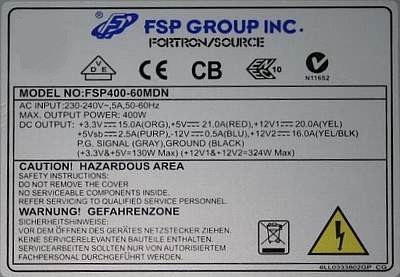 FSP GROUP INC.
FORTRON/SOURCE
V D E CE CB 10 N11652
MODEL NO:FSP400-60MDN
AC INPUT:230-240V~,5A,50-60Hz
MAX. OUTPUT POWER: 400W
DC OUTPUT: +3.3V⎓15.0A(ORG), +5V⎓21.0A(RED), +12V1⎓20.0A(YEL)
+5Vsb⎓2.5A(PURP), -12V⎓0.5A(BLU), +12V2⎓16.0A(YEL/BLK)
P.G. SIGNAL (GRAY),GROUND (BLACK)
(+3.3V&+5V=130W Max) (+12V1&+12V2=324W Max)
CAUTION! HAZARDOUS AREA
SAFETY INSTRUCTIONS:
DO NOT REMOVE THE COVER
NO SERVICEABLE COMPONENTS INSIDE.
REFER SERVICING TO QUALIFIED SERVICE PERSONNEL.
WARNUNG! GEFAHRENZONE
SICHERHEITSHINWEISE:
VOR DEM ÖFFNEN DES GERÄTES NETZSTECKER ZIEHEN.
KEINE ZU WARTENDEN BAUTEILE ENTHALTEN.
SERVICEARBEITEN SOLLEN NUR VON AUTORISIERTEM
FACHPERSONAL DURCHGEFÜHRT WERDEN.